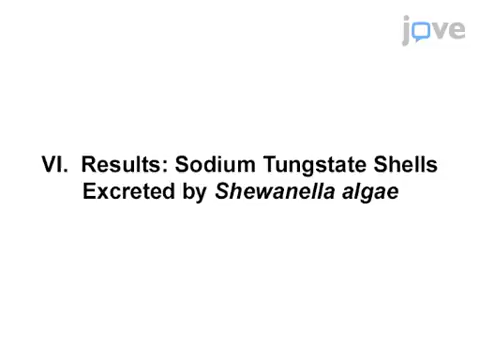 jove
VI. Results: Sodium Tungstate Shells
Excreted by Shewanella algae